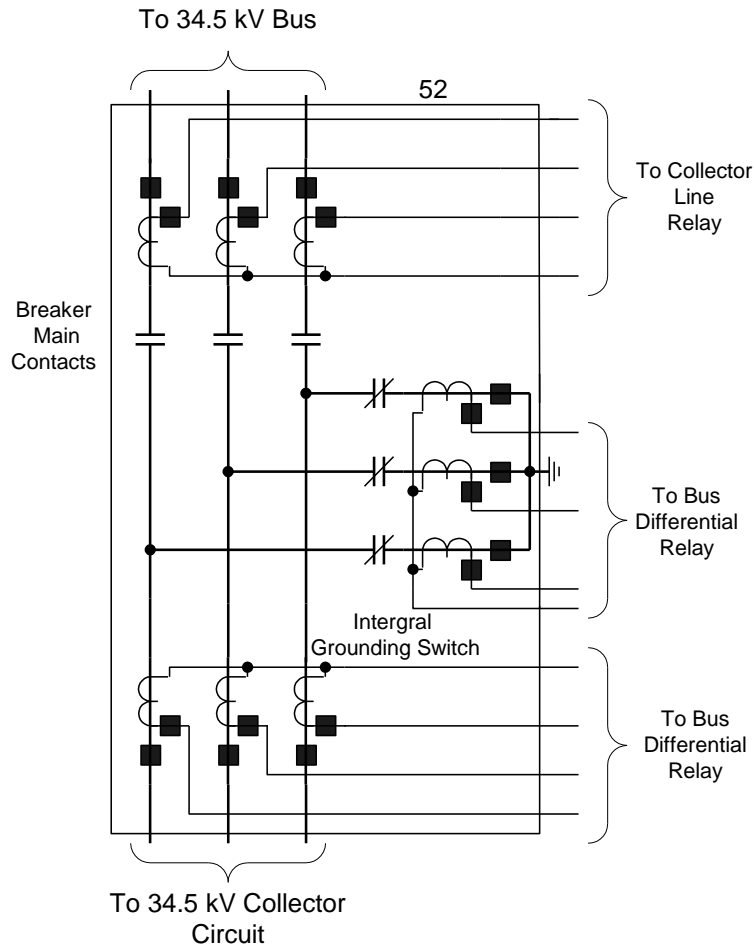 To 34.5 kV Bus
52
To Collector
Line
Relay
Breaker
Main
Contacts
To Bus
Differential
Relay
Intergral
Grounding Switch
To Bus
Differential
Relay
To 34.5 kV Collector
Circuit